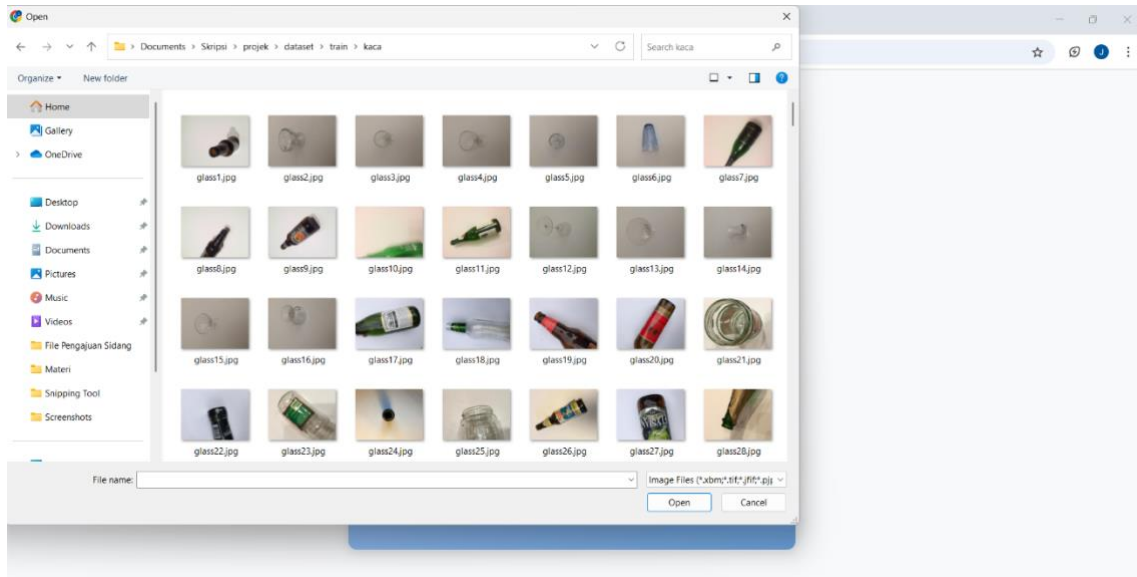 Open
Documents > Skripsi > projek > dataset > train > kaca
Search kaca
Organize
New folder
Home
Gallery
OneDrive
Desktop
Downloads
Documents
Pictures
Music
Videos
File Pengajuan Sidang
Materi
Snipping Tool
Screenshots
glass1.jpg glass2.jpg glass3.jpg glass4.jpg glass5.jpg glass6.jpg glass7.jpg
glass8.jpg glass9.jpg glass10.jpg glass11.jpg glass12.jpg glass13.jpg glass14.jpg
glass15.jpg glass16.jpg glass17.jpg glass18.jpg glass19.jpg glass20.jpg glass21.jpg
glass22.jpg glass23.jpg glass24.jpg glass25.jpg glass26.jpg glass27.jpg glass28.jpg
File name:
Image Files (*.xbm;*.tif;*.jfif;*.pjp
Open Cancel
J